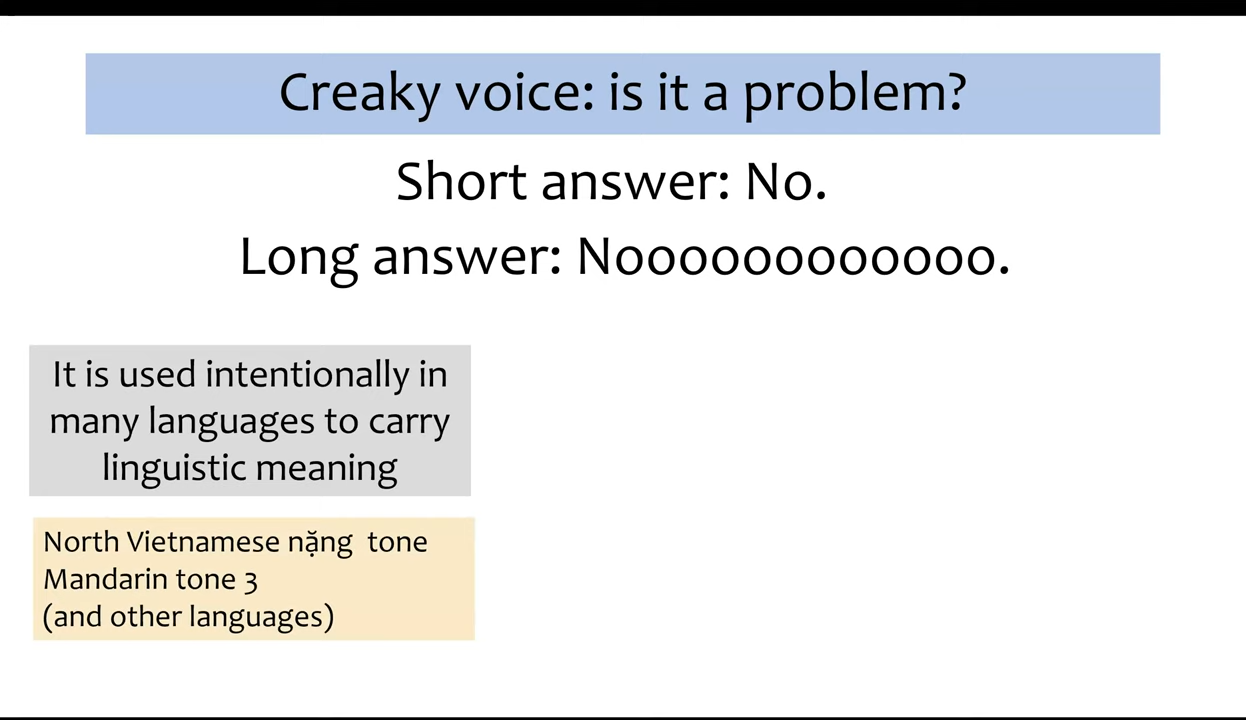 Creaky voice: is it a problem?
Short answer: No.
Long answer: Noooooooooooo.
It is used intentionally in
many languages to carry
linguistic meaning
North Vietnamese nặng tone
Mandarin tone 3
(and other languages)